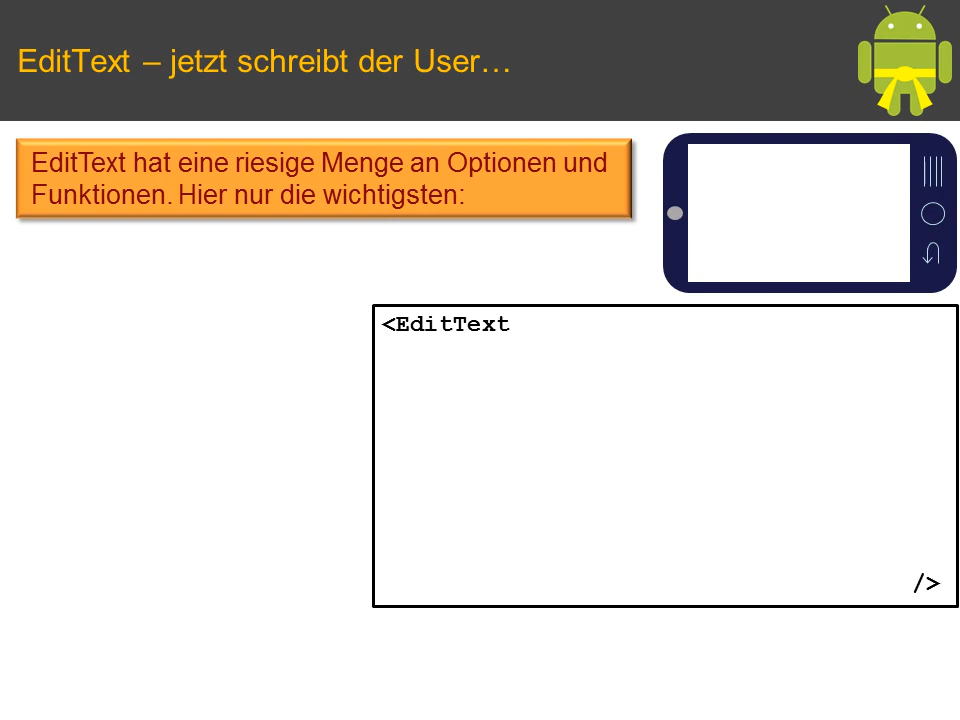 EditText – jetzt schreibt der User…
EditText hat eine riesige Menge an Optionen und
Funktionen. Hier nur die wichtigsten:
<EditText
/>